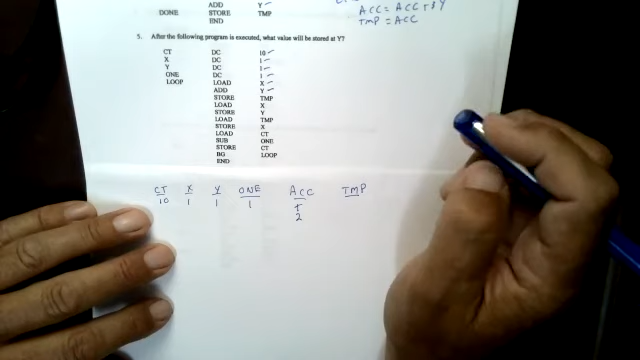 ADD Y
DONE STORE TMP
END
ACC = ACC + Y
TMP = ACC
5. After the following program is executed, what value will be stored at Y?
CT DC 10
X DC 1
Y DC 1
ONE DC 1
LOOP LOAD X
ADD Y
STORE TMP
LOAD X
STORE Y
LOAD TMP
STORE X
LOAD CT
SUB ONE
STORE CT
BG LOOP
END
CT X Y ONE ACC TMP
10 1 1 1 1
2